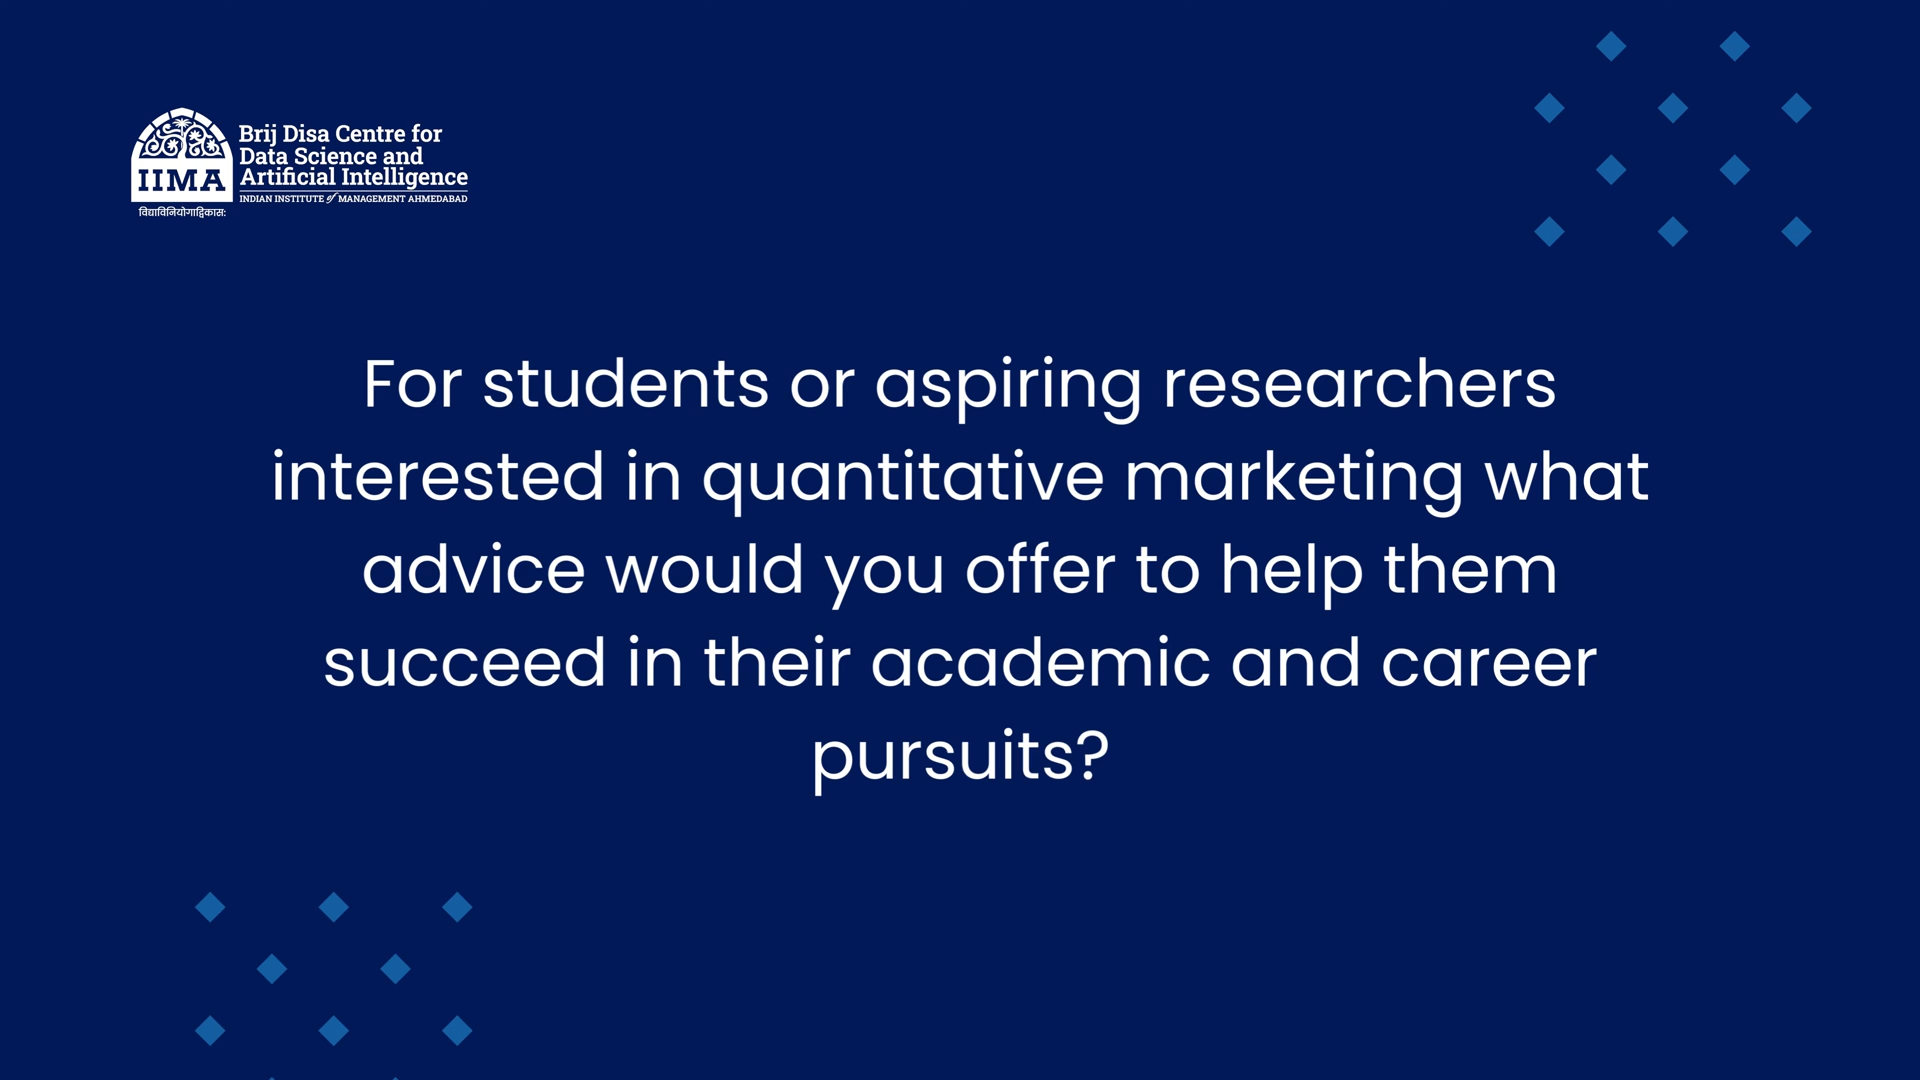 Brij Disa Centre for
Data Science and
Artificial Intelligence
IIMA
INDIAN INSTITUTE of MANAGEMENT AHMEDABAD
विद्याविनियोगाद्विकासः
For students or aspiring researchers
interested in quantitative marketing what
advice would you offer to help them
succeed in their academic and career
pursuits?